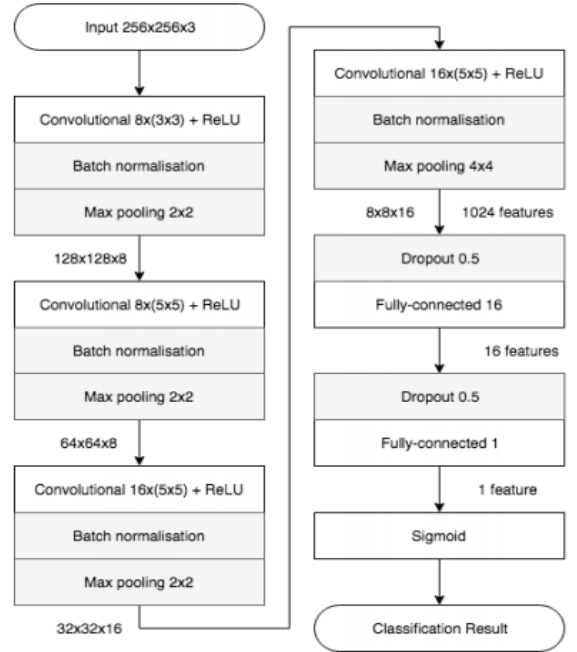 Input 256x256x3
Convolutional 8x(3x3) + ReLU
Batch normalisation
Max pooling 2x2
128x128x8
Convolutional 8x(5x5) + ReLU
Batch normalisation
Max pooling 2x2
64x64x8
Convolutional 16x(5x5) + ReLU
Batch normalisation
Max pooling 2x2
32x32x16
Convolutional 16x(5x5) + ReLU
Batch normalisation
Max pooling 4x4
8x8x16 1024 features
Dropout 0.5
Fully-connected 16
16 features
Dropout 0.5
Fully-connected 1
1 feature
Sigmoid
Classification Result